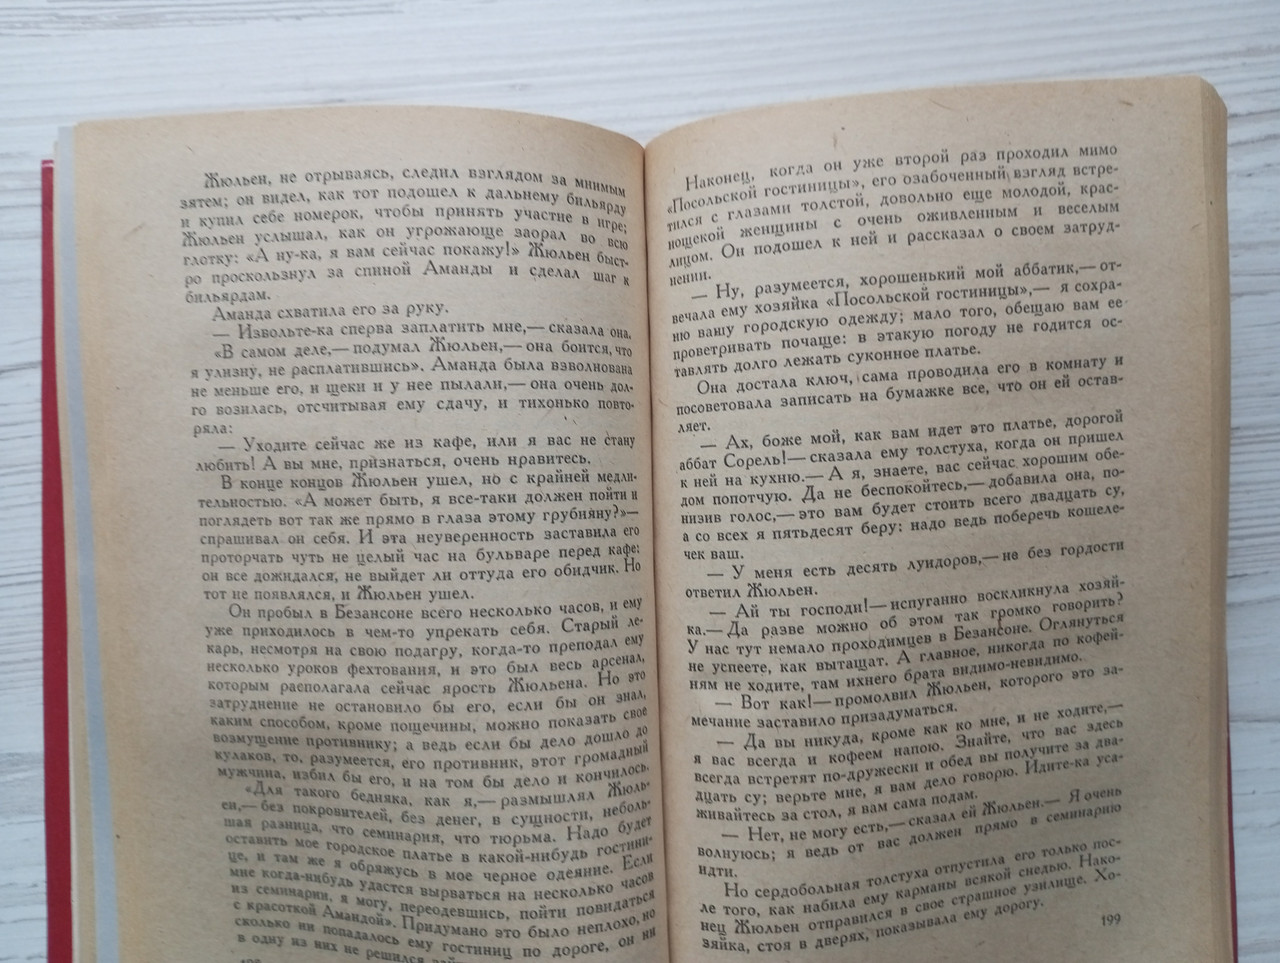 Жюльен, не отрываясь, следил взглядом за мнимым
зятем; он видел, как тот подошел к дальнему бильярду
и купил себе номерок, чтобы принять участие в игре;
Жюльен услышал, как он угрожающе заорал во всю
глотку: «А ну-ка, я вам сейчас покажу!» Жюльен быст-
ро проскользнул за спиной Аманды и сделал шаг к
бильярдам.
Аманда схватила его за руку.
— Извольте-ка сперва заплатить мне,— сказала она.
«В самом деле,— подумал Жюльен,— она боится, что
я улизну, не расплатившись». Аманда была взволнована
не меньше его, и щеки и у нее пылали,— она очень дол-
го возилась, отсчитывая ему сдачу, и тихонько повто-
ряла:
— Уходите сейчас же из кафе, или я вас не стану
любить! А вы мне, признаться, очень нравитесь.
В конце концов Жюльен ушел, но с крайней медли-
тельностью. «А может быть, я все-таки должен пойти и
поглядеть вот так же прямо в глаза этому грубияну?»—
спрашивал он себя. И эта неуверенность заставила его
проторчать чуть не целый час на бульваре перед кафе:
он все дожидался, не выйдет ли оттуда его обидчик. Но
тот не появлялся, и Жюльен ушел.
Он пробыл в Безансоне всего несколько часов, и ему
уже приходилось в чем-то упрекать себя. Старый ле-
карь, несмотря на свою подагру, когда-то преподал ему
несколько уроков фехтования, и это был весь арсенал,
которым располагала сейчас ярость Жюльена. Но это
затруднение не остановило бы его, если бы он знал,
каким способом, кроме пощечины, можно показать свое
возмущение противнику; а ведь если бы дело дошло до
кулаков, то, разумеется, его противник, этот громадный
мужчина, избил бы его, и на том бы дело и кончилось.
«Для такого бедняка, как я,— размышлял Жюль-
ен,— без покровителей, без денег, в сущности, неболь-
шая разница, что семинария, что тюрьма. Надо будет
оставить мое городское платье в какой-нибудь гостини-
це, и там же я обряжусь в мое черное одеяние. Если
мне когда-нибудь удастся вырваться на несколько часов
из семинарии, я могу, переодевшись, пойти повидаться
с красоткой Амандой». Придумано это было неплохо, но
сколько ни попадалось ему гостиниц по дороге, он ни
в одну из них не решился
Наконец, когда он уже второй раз проходил мимо
«Посольской гостиницы», его озабоченный взгляд встре-
тился с глазами толстой, довольно еще молодой, крас-
нощекой женщины с очень оживленным и веселым
лицом. Он подошел к ней и рассказал о своем затруд-
нении.
— Ну, разумеется, хорошенький мой аббатик,— от-
вечала ему хозяйка «Посольской гостиницы»,— я сохра-
ню вашу городскую одежду; мало того, обещаю вам ее
проветривать почаще: в этакую погоду не годится ос-
тавлять долго лежать суконное платье.
Она достала ключ, сама проводила его в комнату и
посоветовала записать на бумажке все, что он ей остав-
ляет.
— Ах, боже мой, как вам идет это платье, дорогой
аббат Сорель!— сказала ему толстуха, когда он пришел
к ней на кухню.— А я, знаете, вас сейчас хорошим обе-
дом попотчую. Да не беспокойтесь,— добавила она, по-
низив голос,— это вам будет стоить всего двадцать су,
а со всех я пятьдесят беру: надо ведь поберечь кошеле-
чек ваш.
— У меня есть десять луидоров,— не без гордости
ответил Жюльен.
— Ай ты господи!— испуганно воскликнула хозяй-
ка.— Да разве можно об этом так громко говорить?
У нас тут немало проходимцев в Безансоне. Оглянуться
не успеете, как вытащат. А главное, никогда по кофей-
ням не ходите, там ихнего брата видимо-невидимо.
— Вот как!— промолвил Жюльен, которого это за-
мечание заставило призадуматься.
— Да вы никуда, кроме как ко мне, и не ходите,—
я вас всегда и кофеем напою. Знайте, что вас здесь
всегда встретят по-дружески и обед вы получите за два-
дцать су; верьте мне, я вам дело говорю. Идите-ка уса-
живайтесь за стол, я вам сама подам.
— Нет, не могу есть,— сказал ей Жюльен.— Я очень
волнуюсь; я ведь от вас должен прямо в семинарию
идти.
Но сердобольная толстуха отпустила его только пос-
ле того, как набила ему карманы всякой снедью. Нако-
нец Жюльен отправился в свое страшное узилище. Хо-
зяйка, стоя в дверях, показывала ему дорогу.
199